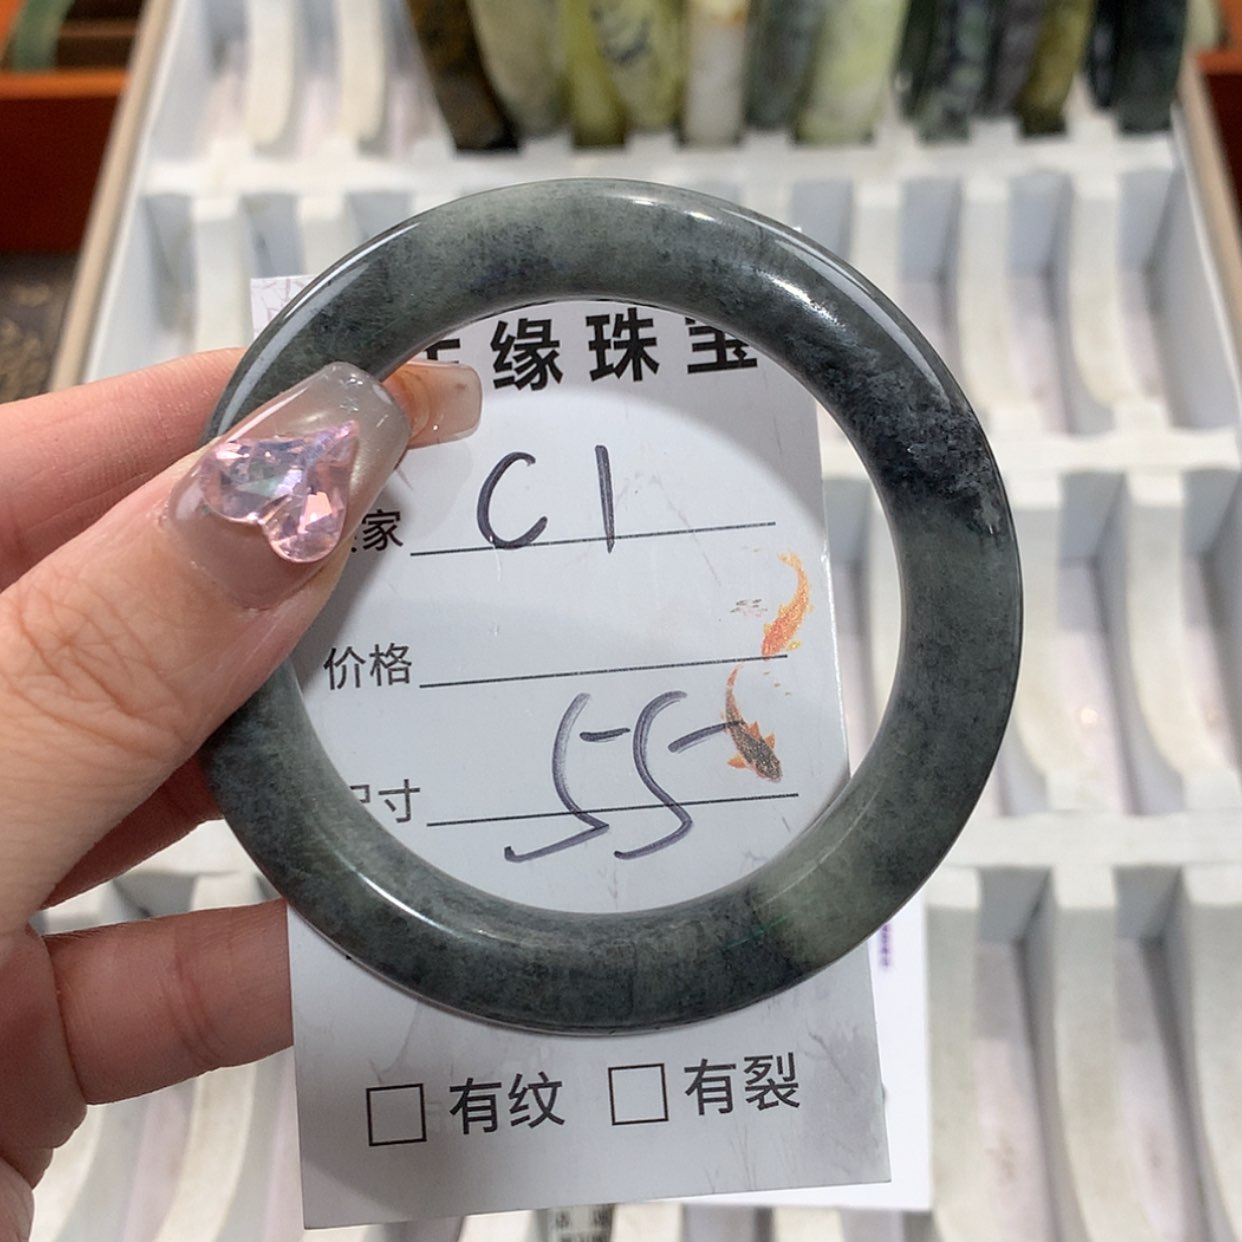 缘珠宝
家 C1
价格
寸 55
有纹 有裂